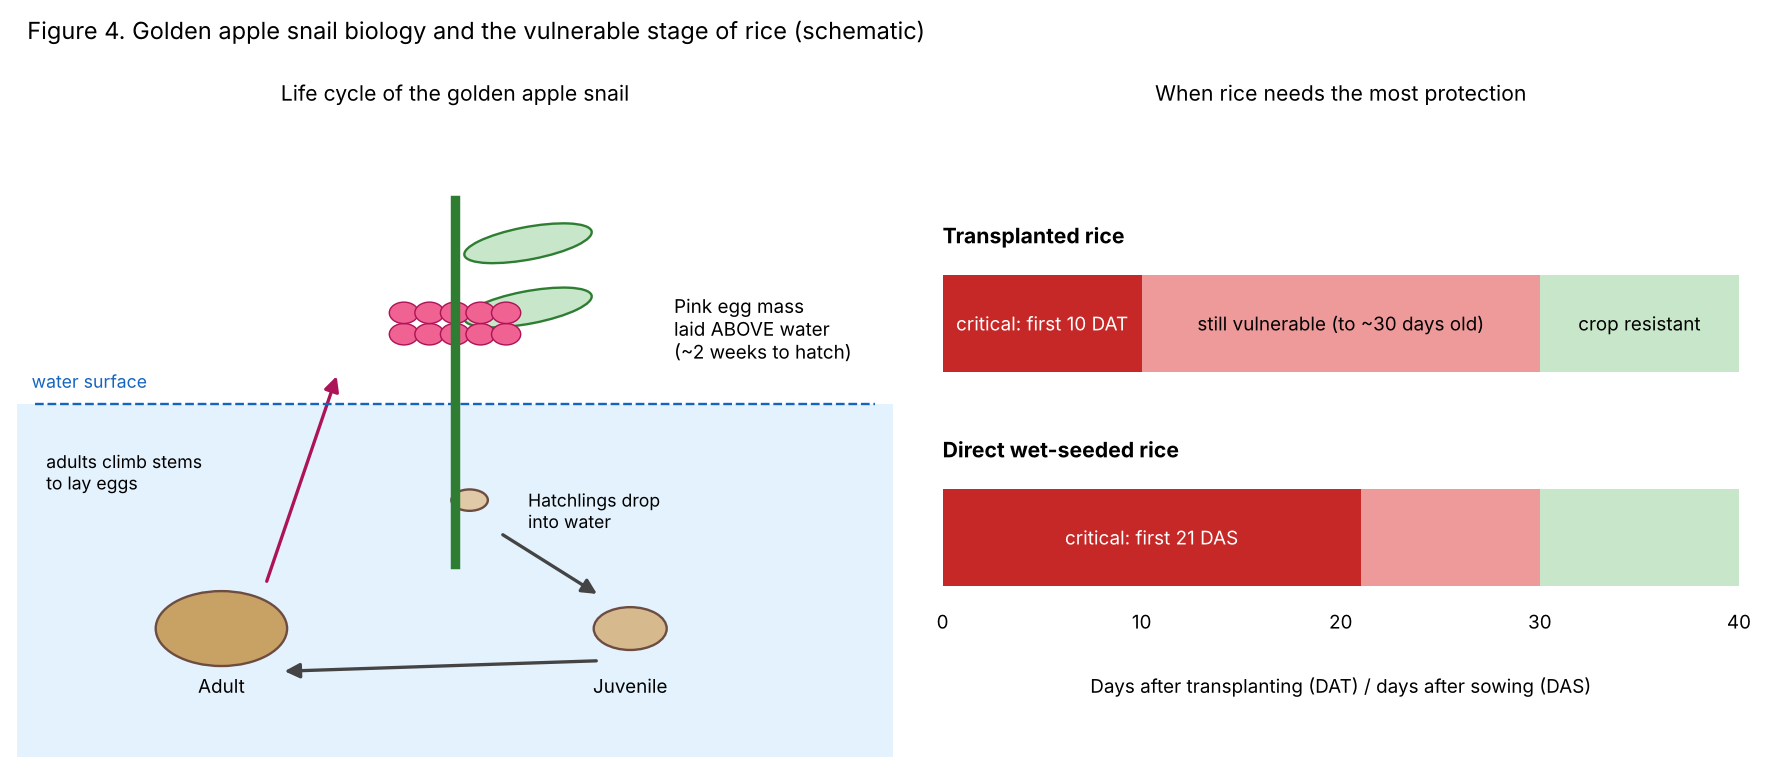 Figure 4. Golden apple snail biology and the vulnerable stage of rice (schematic)
Life cycle of the golden apple snail
Pink egg mass
laid ABOVE water
(~2 weeks to hatch)
water surface
adults climb stems
to lay eggs
Hatchlings drop
into water
Adult
Juvenile
When rice needs the most protection
Transplanted rice
critical: first 10 DAT
still vulnerable (to ~30 days old)
crop resistant
Direct wet-seeded rice
critical: first 21 DAS
0 10 20 30 40
Days after transplanting (DAT) / days after sowing (DAS)